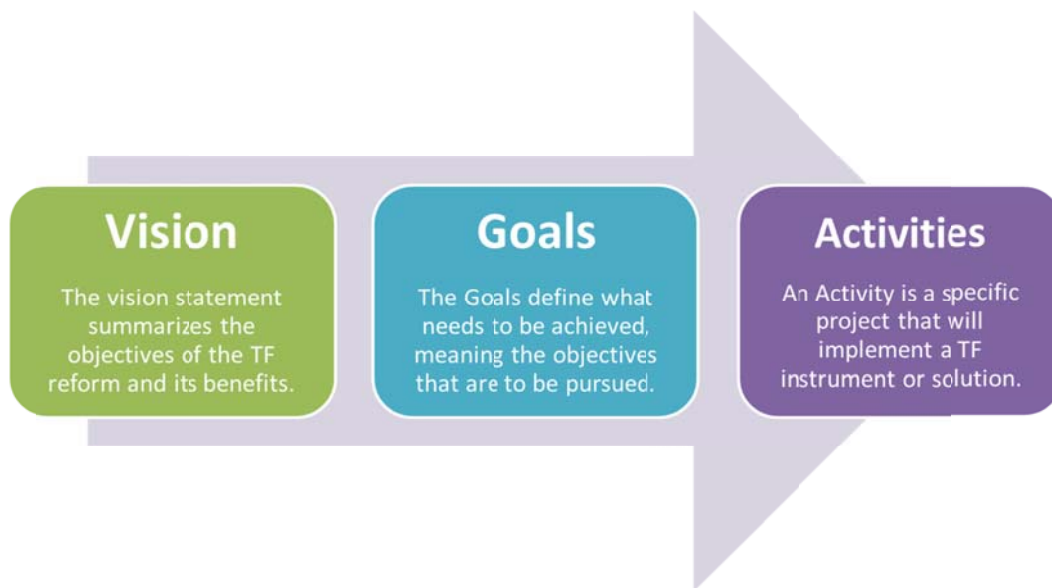 Vision
The vision statement
summarizes the
objectives of the TF
reform and its benefits.
Goals
The Goals define what
needs to be achieved,
meaning the objectives
that are to be pursued.
Activities
An Activity is a specific
project that will
implement a TF
instrument or solution.